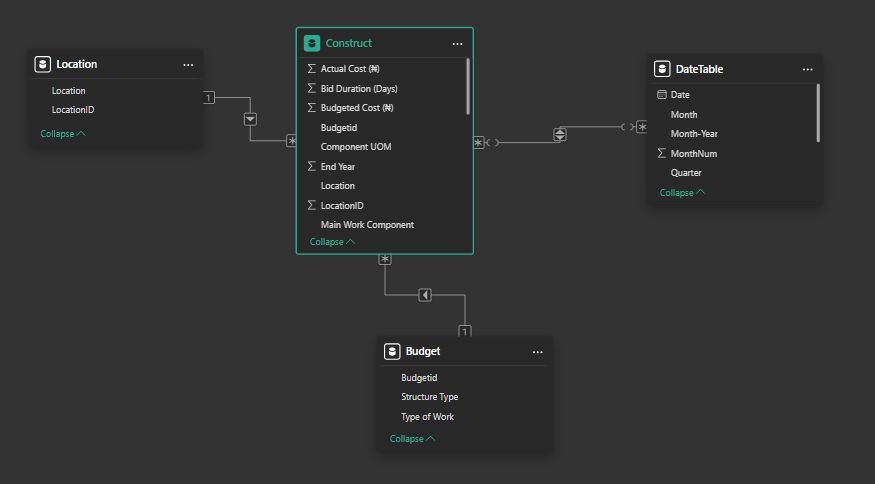 Location
Location
LocationID
Collapse
1
*
Construct
Σ Actual Cost (₦)
Σ Bid Duration (Days)
Σ Budgeted Cost (₦)
Budgetid
Component UOM
Σ End Year
Location
Σ LocationID
Main Work Component
Collapse
*
*
DateTable
Date
Month
Month-Year
Σ MonthNum
Quarter
Collapse
*
1
Budget
Budgetid
Structure Type
Type of Work
Collapse